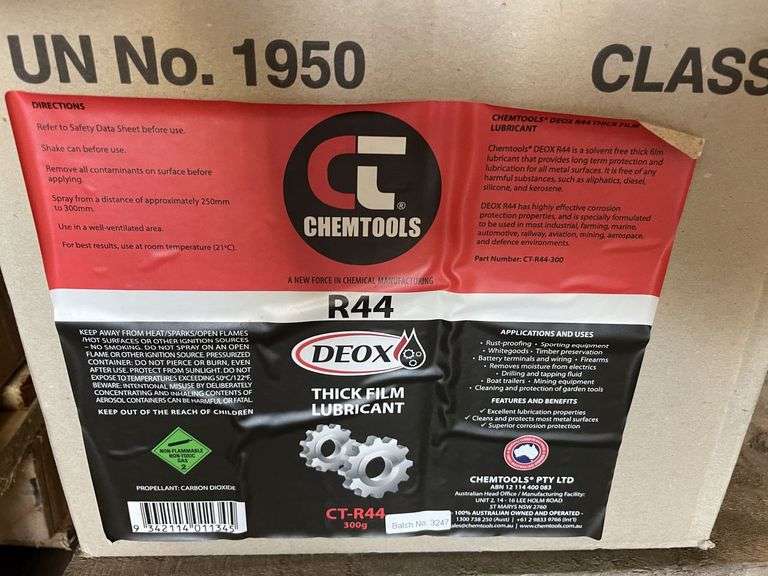 UN No. 1950
CLASS
DIRECTIONS
Refer to Safety Data Sheet before use.
Shake can before use.
Remove all contaminants on surface before
applying.
Spray from a distance of approximately 250mm
to 300mm.
Use in a well-ventilated area.
For best results, use at room temperature (21°C).
CT
®
CHEMTOOLS
A NEW FORCE IN CHEMICAL MANUFACTURING
CHEMTOOLS® DEOX R44 THICK FILM
LUBRICANT
Chemtools® DEOX R44 is a solvent free thick film
lubricant that provides long term protection and
lubrication for all metal surfaces. It is free of any
harmful substances, such as aliphatics, diesel,
silicone, and kerosene.
DEOX R44 has highly effective corrosion
protection properties, and is specially formulated
to be used in most industrial, farming, marine,
automotive, railway, aviation, mining, aerospace,
and defence environments.
Part Number: CT-R44-300
R44
DEOX
THICK FILM
LUBRICANT
CT-R44
300g
Batch No. 3247
KEEP AWAY FROM HEAT/SPARKS/OPEN FLAMES
/HOT SURFACES OR OTHER IGNITION SOURCES
– NO SMOKING. DO NOT SPRAY ON AN OPEN
FLAME OR OTHER IGNITION SOURCE. PRESSURIZED
CONTAINER: DO NOT PIERCE OR BURN, EVEN
AFTER USE. PROTECT FROM SUNLIGHT. DO NOT
EXPOSE TO TEMPERATURES EXCEEDING 50°C/122°F.
BEWARE: INTENTIONAL MISUSE BY DELIBERATELY
CONCENTRATING AND INHALING CONTENTS OF
AEROSOL CONTAINERS CAN BE HARMFUL OR FATAL.
KEEP OUT OF THE REACH OF CHILDREN
NON-FLAMMABLE
NON-TOXIC
GAS
2
PROPELLANT: CARBON DIOXIDE
9 342114 011345
APPLICATIONS AND USES
• Rust-proofing • Sporting equipment
• Whitegoods • Timber preservation
• Battery terminals and wiring • Firearms
• Removes moisture from electrics
• Drilling and tapping fluid
• Boat trailers • Mining equipment
• Cleaning and protection of garden tools
FEATURES AND BENEFITS
✓ Excellent lubrication properties
✓ Cleans and protects most metal surfaces
✓ Superior corrosion protection
CHEMTOOLS® PTY LTD
ABN 12 114 400 083
Australian Head Office / Manufacturing Facility:
UNIT 2, 14 - 16 LEE HOLM ROAD
ST MARYS NSW 2760
100% AUSTRALIAN OWNED AND OPERATED
1300 738 250 (Aust) | +61 2 9833 9766 (Int'l)
sales@chemtools.com.au | www.chemtools.com.au